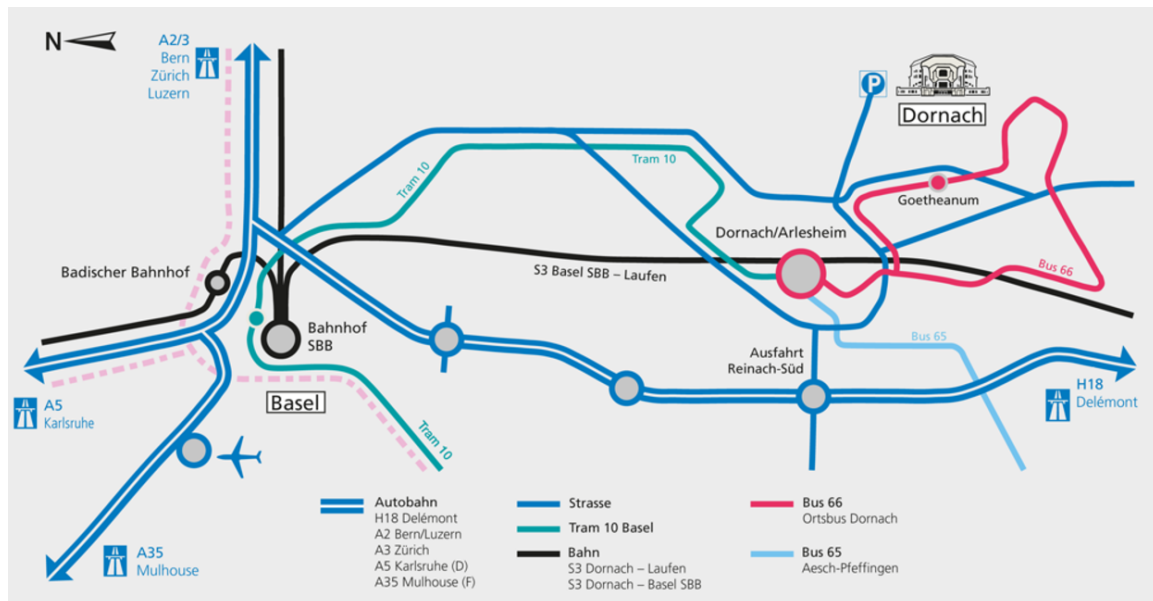 N
A2/3
Bern
Zürich
Luzern
P
Dornach
Tram 10
Tram 10
Goetheanum
Dornach/Arlesheim
Badischer Bahnhof
S3 Basel SBB – Laufen
Bus 66
Bahnhof
SBB
Bus 65
Ausfahrt
Reinach-Süd
A5
Karlsruhe
Basel
H18
Delémont
Tram 10
A35
Mulhouse
Autobahn
H18 Delémont
A2 Bern/Luzern
A3 Zürich
A5 Karlsruhe (D)
A35 Mulhouse (F)
Strasse
Tram 10 Basel
Bahn
S3 Dornach – Laufen
S3 Dornach – Basel SBB
Bus 66
Ortsbus Dornach
Bus 65
Aesch-Pfeffingen